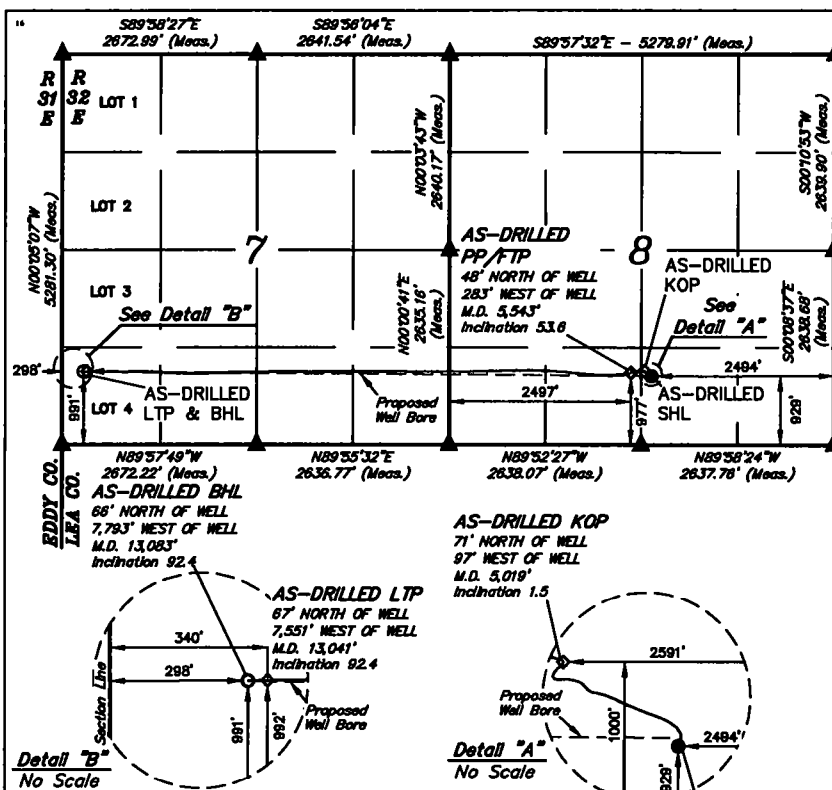 16
S89°58'27"E
2672.99' (Meas.)
S89°56'04"E
2641.54' (Meas.)
S89°57'32"E – 5279.91' (Meas.)
R R
31 32
E E
LOT 1
LOT 2
LOT 3
LOT 4
7
8
N00°05'07"W
5281.30' (Meas.)
N00°03'43"W
2640.17' (Meas.)
N00°00'41"E
2635.16'
(Meas.)
S00°10'53"W
2639.90' (Meas.)
S00°08'37"E
2638.68'
(Meas.)
AS-DRILLED
PP/FTP
48' NORTH OF WELL
283' WEST OF WELL
M.D. 5,543'
Inclination 53.6
AS-DRILLED
KOP
See
Detail "A"
See Detail "B"
298'
991'
AS-DRILLED
LTP & BHL
Proposed
Well Bore
2497'
977'
2494'
AS-DRILLED
SHL
929'
N89°57'49"W
2672.22' (Meas.)
N89°55'32"E
2636.77' (Meas.)
N89°52'27"W
2638.07' (Meas.)
N89°58'24"W
2637.76' (Meas.)
EDDY CO.
LEA CO.
AS-DRILLED BHL
66' NORTH OF WELL
7,793' WEST OF WELL
M.D. 13,083'
Inclination 92.4
AS-DRILLED LTP
67' NORTH OF WELL
7,551' WEST OF WELL
M.D. 13,041'
Inclination 92.4
340'
298'
Section Line
991'
992'
Proposed
Well Bore
Detail "B"
No Scale
AS-DRILLED KOP
71' NORTH OF WELL
97' WEST OF WELL
M.D. 5,019'
Inclination 1.5
2591'
Proposed
Well Bore
1000'
2494'
929'
Detail "A"
No Scale